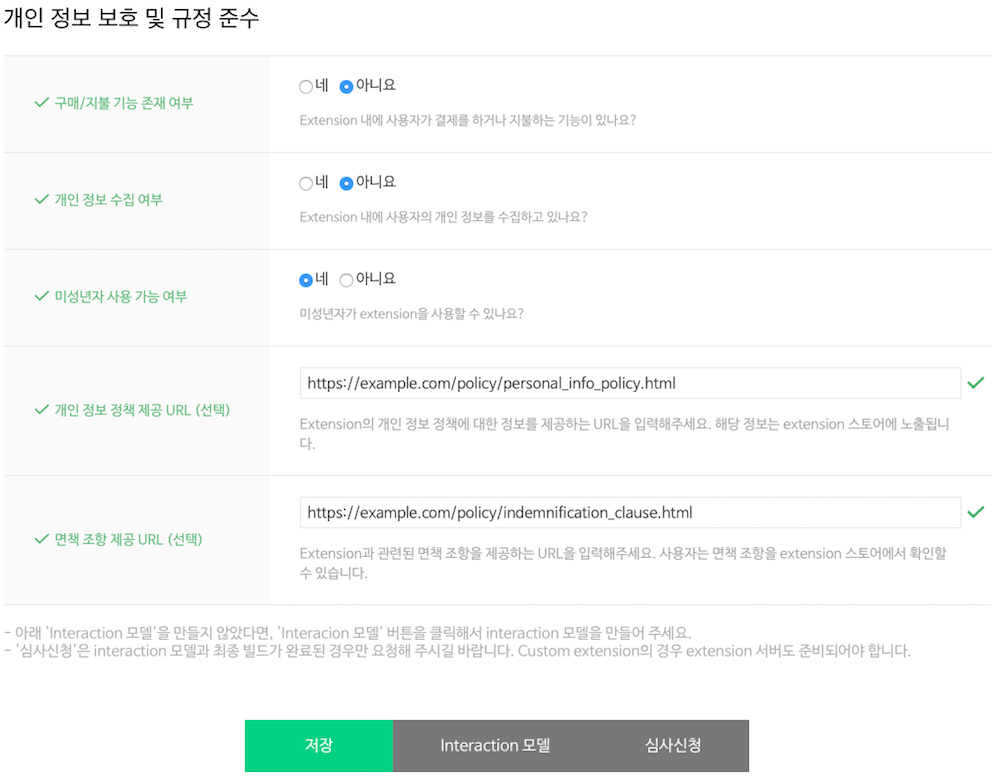 개인 정보 보호 및 규정 준수
구매/지불 기능 존재 여부
네 아니요
Extension 내에 사용자가 결제를 하거나 지불하는 기능이 있나요?
개인 정보 수집 여부
네 아니요
Extension 내에 사용자의 개인 정보를 수집하고 있나요?
미성년자 사용 가능 여부
네 아니요
미성년자가 extension을 사용할 수 있나요?
개인 정보 정책 제공 URL (선택)
https://example.com/policy/personal_info_policy.html
Extension의 개인 정보 정책에 대한 정보를 제공하는 URL을 입력해주세요. 해당 정보는 extension 스토어에 노출됩니
다.
면책 조항 제공 URL (선택)
https://example.com/policy/indemnification_clause.html
Extension과 관련된 면책 조항을 제공하는 URL을 입력해주세요. 사용자는 면책 조항을 extension 스토어에서 확인할
수 있습니다.
- 아래 'Interaction 모델'을 만들지 않았다면, 'Interacion 모델' 버튼을 클릭해서 interaction 모델을 만들어 주세요.
- '심사신청'은 interaction 모델과 최종 빌드가 완료된 경우만 요청해 주시길 바랍니다. Custom extension의 경우 extension 서버도 준비되어야 합니다.
저장 Interaction 모델 심사신청